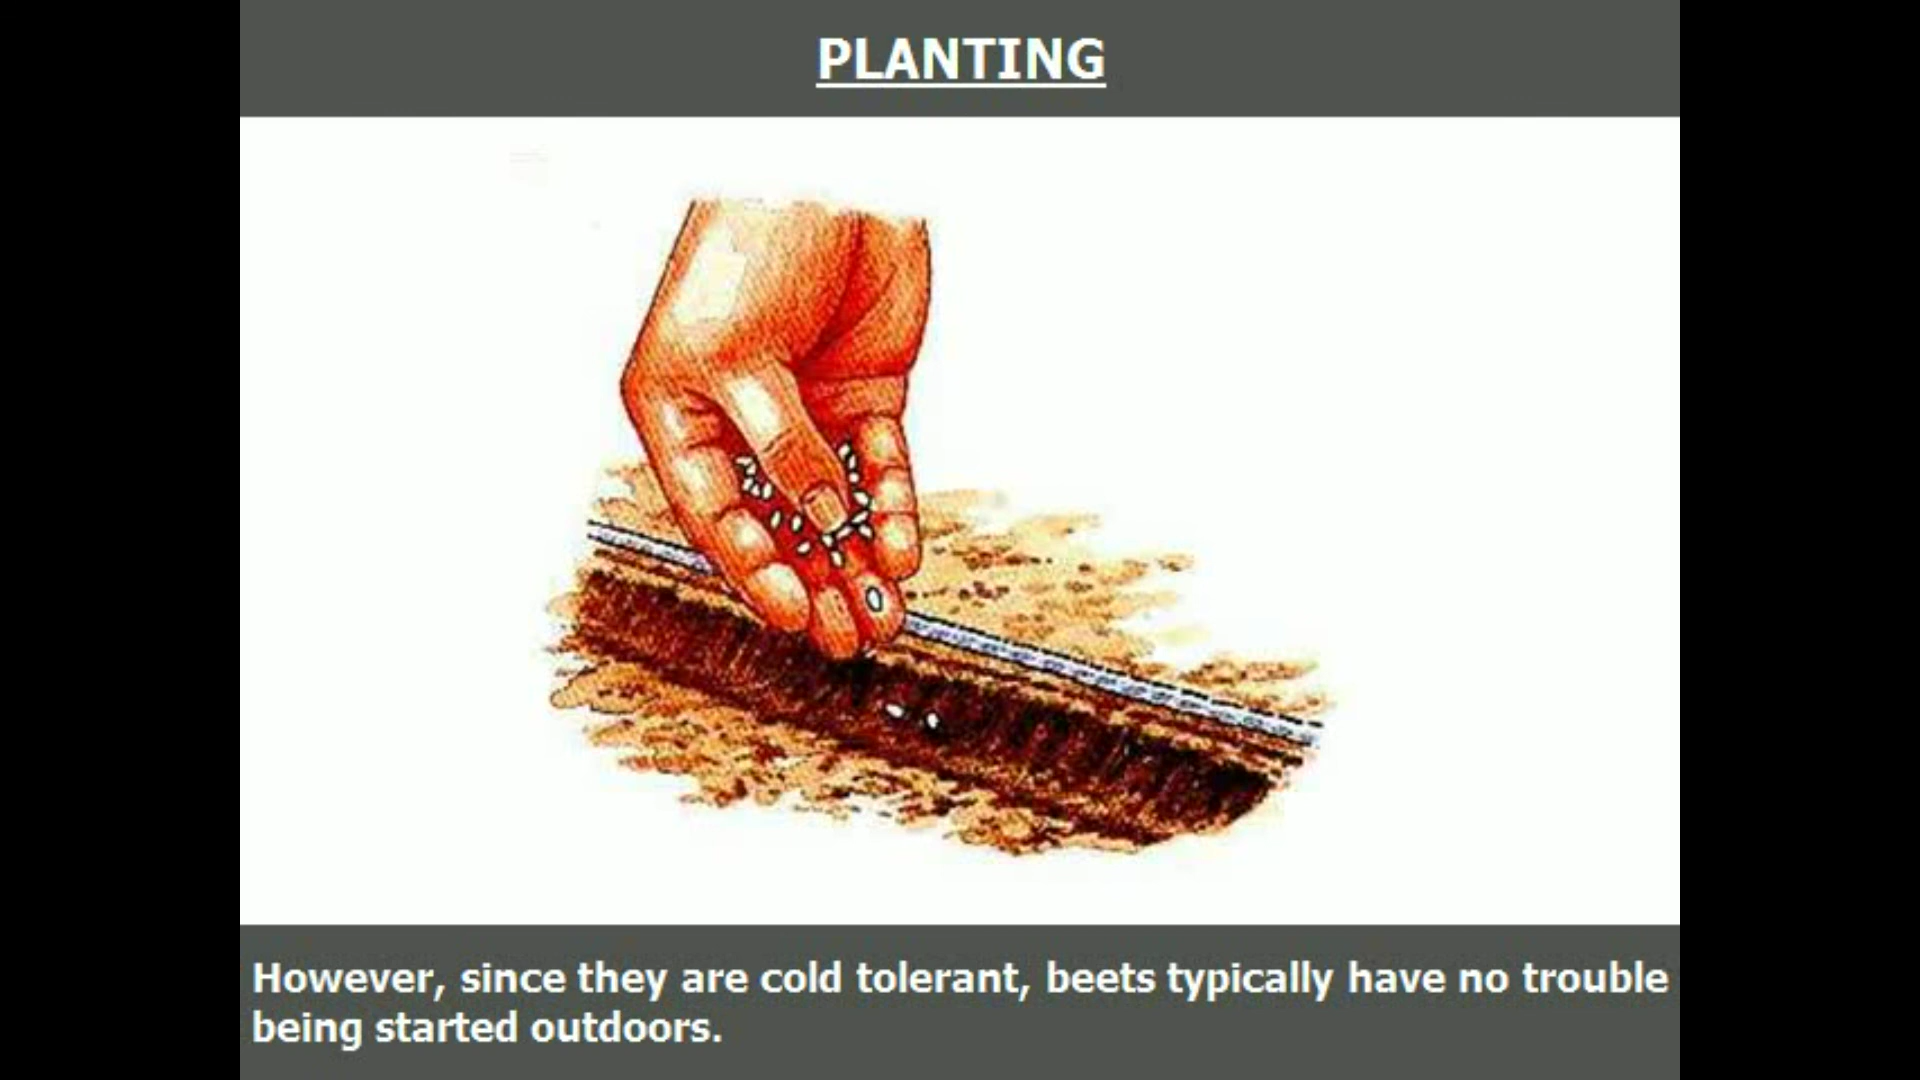 PLANTING
However, since they are cold tolerant, beets typically have no trouble
being started outdoors.